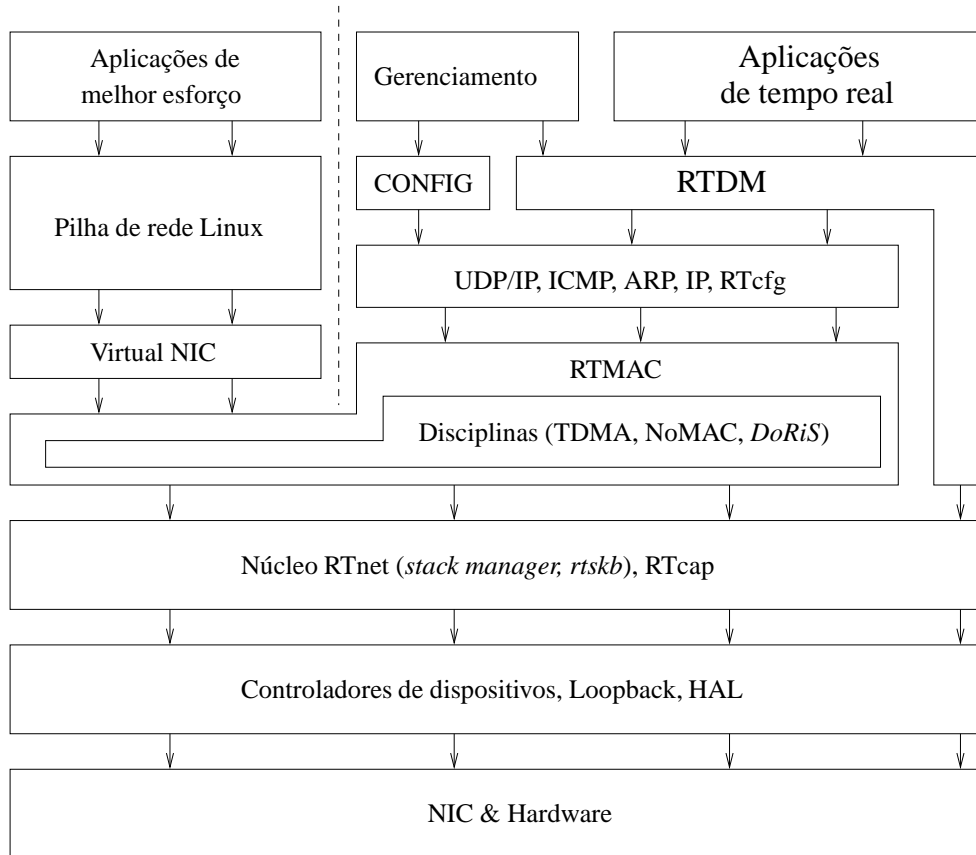 Aplicações de
melhor esforço
Gerenciamento
Aplicações
de tempo real
CONFIG
RTDM
Pilha de rede Linux
UDP/IP, ICMP, ARP, IP, RTcfg
Virtual NIC
RTMAC
Disciplinas (TDMA, NoMAC, DoRiS)
Núcleo RTnet (stack manager, rtskb), RTcap
Controladores de dispositivos, Loopback, HAL
NIC & Hardware